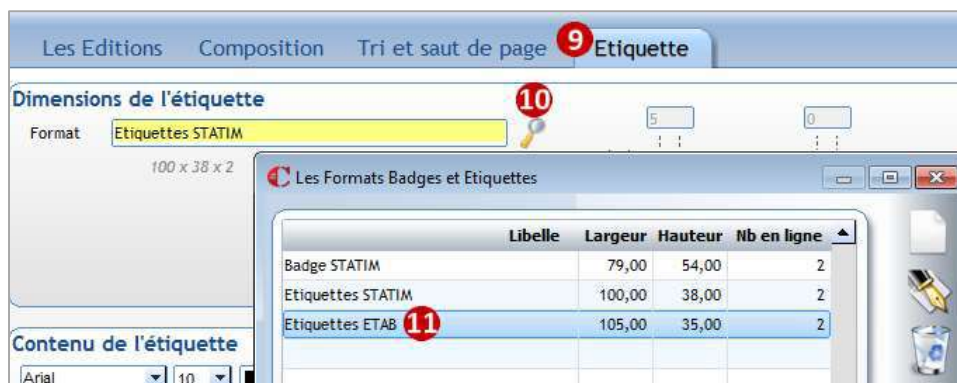 Les Editions Composition Tri et saut de page 9 Etiquette
Dimensions de l'étiquette 10
Format Etiquettes STATIM 5 0
100 x 38 x 2
Les Formats Badges et Etiquettes
Libelle Largeur Hauteur Nb en ligne
Badge STATIM 79,00 54,00 2
Etiquettes STATIM 100,00 38,00 2
Etiquettes ETAB 11 105,00 35,00 2
Contenu de l'étiquette
Arial 10